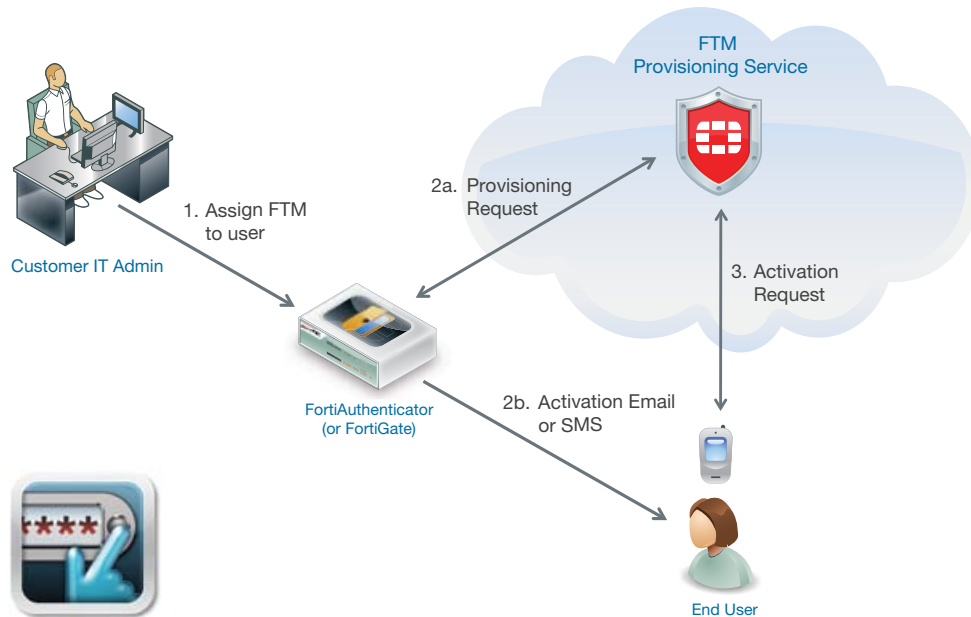 FTM
Provisioning Service
2a. Provisioning
Request
1. Assign FTM
to user
Customer IT Admin
3. Activation
Request
FortiAuthenticator
(or FortiGate)
2b. Activation Email
or SMS
****
End User